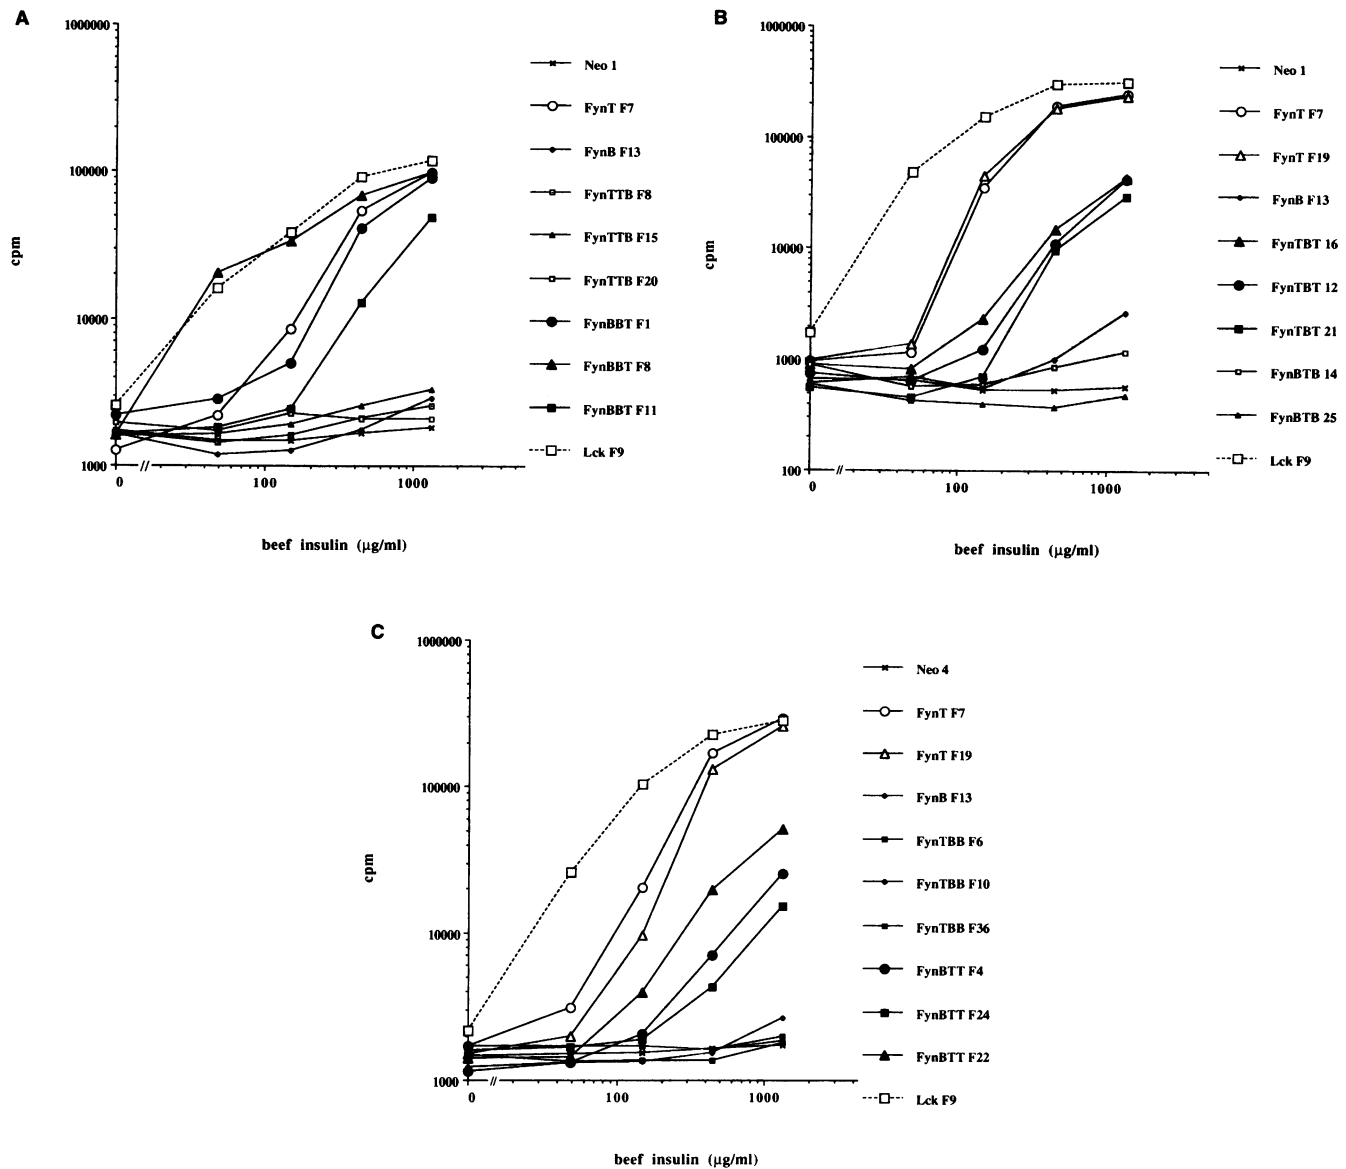 A
1000000
100000
10000
1000
cpm
0
100
1000
beef insulin (µg/ml)
Neo 1
FynT F7
FynB F13
FynTTB F8
FynTTB F15
FynTTB F20
FynBBT F1
FynBBT F8
FynBBT F11
Lck F9
B
1000000
100000
10000
1000
100
cpm
0
100
1000
beef insulin (µg/ml)
Neo 1
FynT F7
FynT F19
FynB F13
FynTBT 16
FynTBT 12
FynTBT 21
FynBTB 14
FynBTB 25
Lck F9
C
1000000
100000
10000
1000
cpm
0
100
1000
beef insulin (µg/ml)
Neo 4
FynT F7
FynT F19
FynB F13
FynTBB F6
FynTBB F10
FynTBB F36
FynBTT F4
FynBTT F24
FynBTT F22
Lck F9